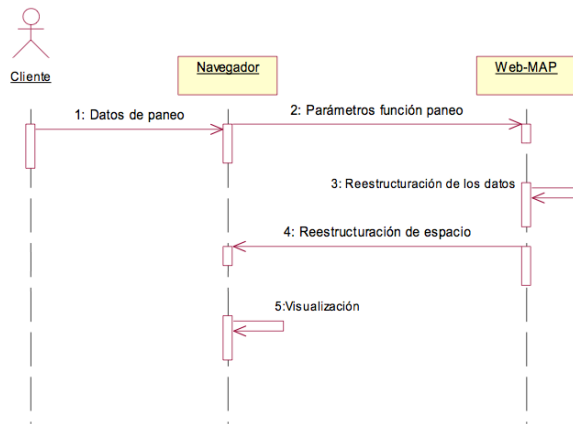 Cliente
Navegador
Web-MAP
1: Datos de paneo
2: Parámetros función paneo
3: Reestructuración de los datos
4: Reestructuración de espacio
5:Visualización